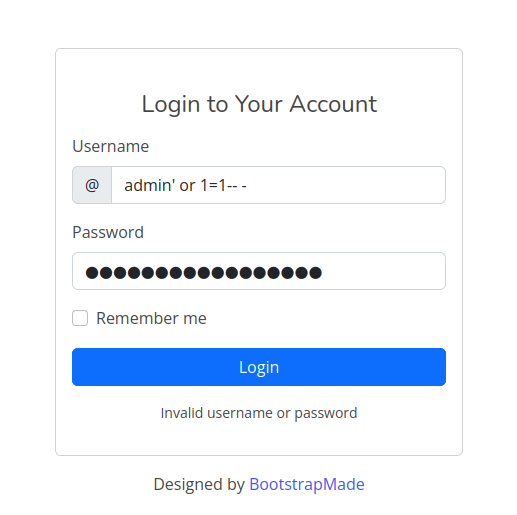 Login to Your Account
Username
@ admin' or 1=1-- -
Password
●●●●●●●●●●●●●●●●●
Remember me
Login
Invalid username or password
Designed by BootstrapMade